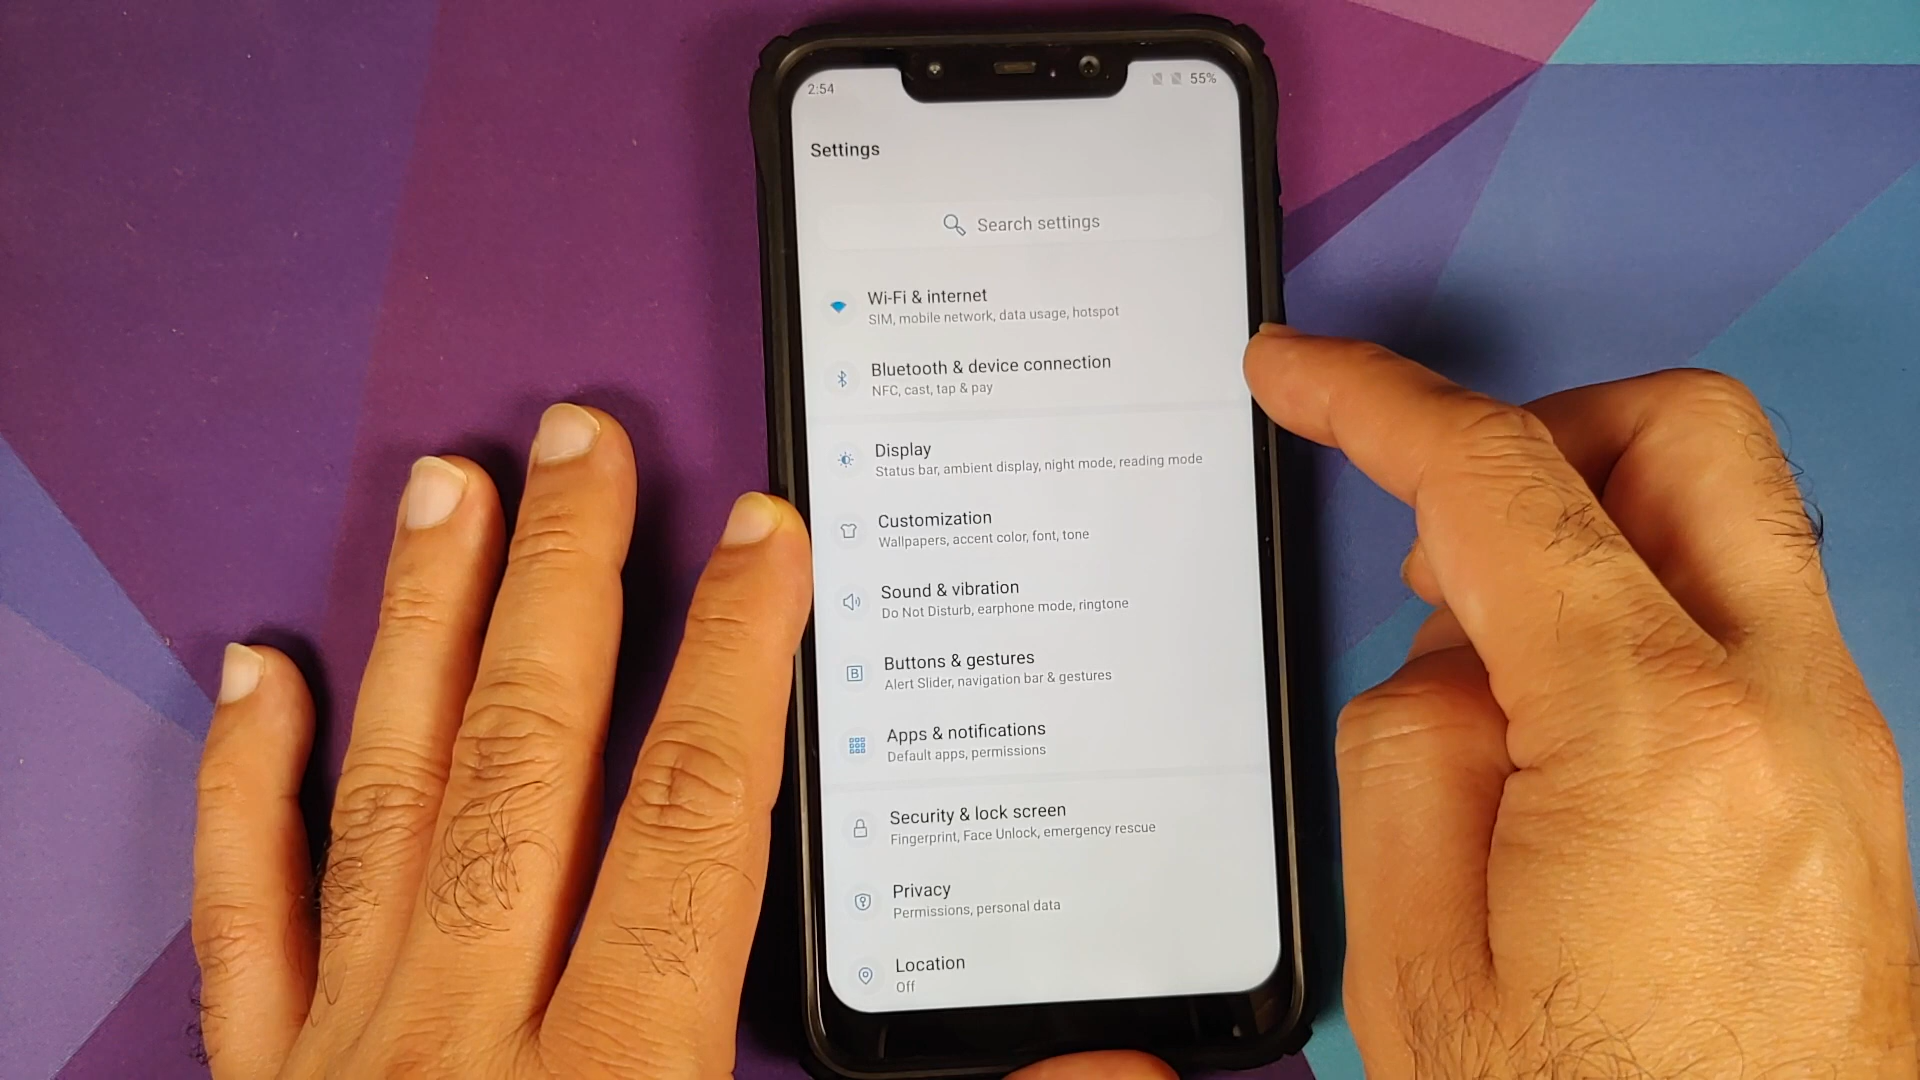 2:54
55%
Settings
Search settings
Wi-Fi & internet
SIM, mobile network, data usage, hotspot
Bluetooth & device connection
NFC, cast, tap & pay
Display
Status bar, ambient display, night mode, reading mode
Customization
Wallpapers, accent color, font, tone
Sound & vibration
Do Not Disturb, earphone mode, ringtone
Buttons & gestures
Alert Slider, navigation bar & gestures
Apps & notifications
Default apps, permissions
Security & lock screen
Fingerprint, Face Unlock, emergency rescue
Privacy
Permissions, personal data
Location
Off